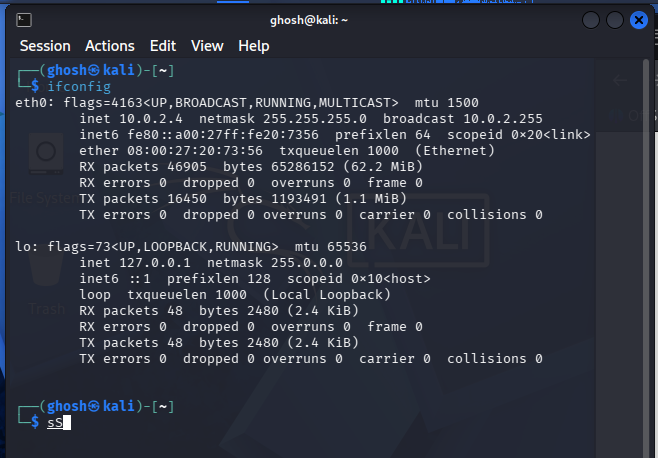 ghosh@kali: ~
Session Actions Edit View Help
┌──(ghosh㉿kali)-[~]
└─$ ifconfig
eth0: flags=4163<UP,BROADCAST,RUNNING,MULTICAST>  mtu 1500
        inet 10.0.2.4  netmask 255.255.255.0  broadcast 10.0.2.255
        inet6 fe80::a00:27ff:fe20:7356  prefixlen 64  scopeid 0×20<link>
        ether 08:00:27:20:73:56  txqueuelen 1000  (Ethernet)
        RX packets 46905  bytes 65286152 (62.2 MiB)
        RX errors 0  dropped 0  overruns 0  frame 0
        TX packets 16450  bytes 1193491 (1.1 MiB)
        TX errors 0  dropped 0 overruns 0  carrier 0  collisions 0
lo: flags=73<UP,LOOPBACK,RUNNING>  mtu 65536
        inet 127.0.0.1  netmask 255.0.0.0
        inet6 ::1  prefixlen 128  scopeid 0×10<host>
        loop  txqueuelen 1000  (Local Loopback)
        RX packets 48  bytes 2480 (2.4 KiB)
        RX errors 0  dropped 0  overruns 0  frame 0
        TX packets 48  bytes 2480 (2.4 KiB)
        TX errors 0  dropped 0 overruns 0  carrier 0  collisions 0
┌──(ghosh㉿kali)-[~]
└─$ sS
File System
KALI
Trash